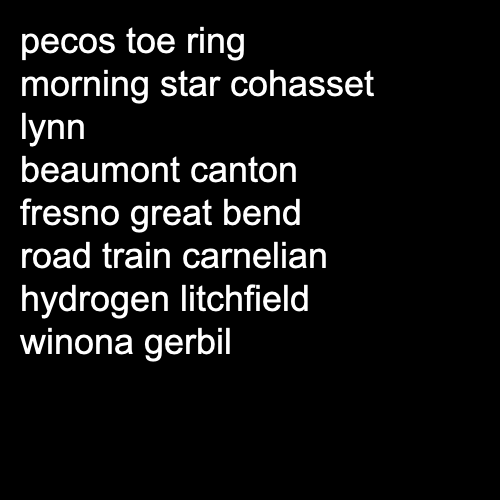 pecos toe ring
morning star cohasset
lynn
beaumont canton
fresno great bend
road train carnelian
hydrogen litchfield
winona gerbil